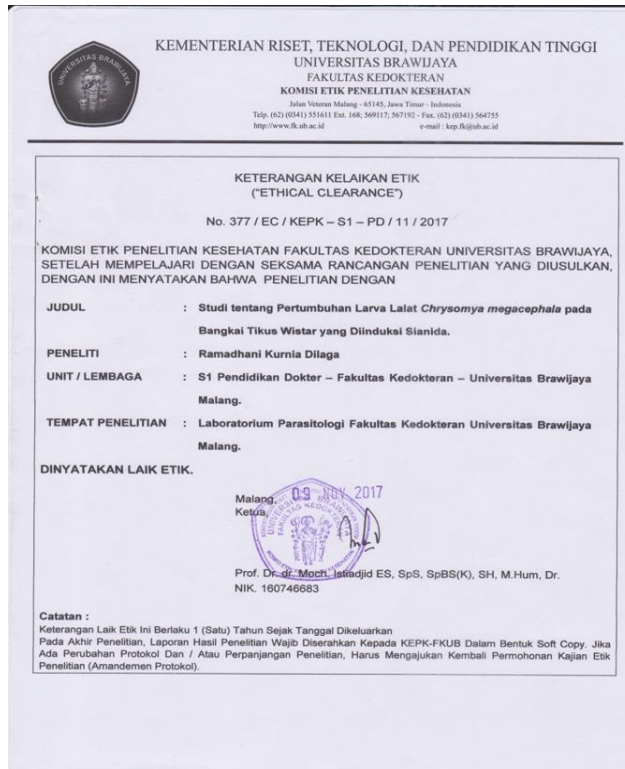 UNIVERSITAS BRAWIJAYA
KEMENTERIAN RISET, TEKNOLOGI, DAN PENDIDIKAN TINGGI
UNIVERSITAS BRAWIJAYA
FAKULTAS KEDOKTERAN
KOMISI ETIK PENELITIAN KESEHATAN
Jalan Veteran Malang - 65145, Jawa Timur - Indonesia
Telp. (62) (0341) 551611 Ext. 168; 569117; 567192 - Fax. (62) (0341) 564755
http://www.fk.ub.ac.id e-mail : kep.fk@ub.ac.id
KETERANGAN KELAIKAN ETIK
("ETHICAL CLEARANCE")
No. 377 / EC / KEPK – S1 – PD / 11 / 2017
KOMISI ETIK PENELITIAN KESEHATAN FAKULTAS KEDOKTERAN UNIVERSITAS BRAWIJAYA,
SETELAH MEMPELAJARI DENGAN SEKSAMA RANCANGAN PENELITIAN YANG DIUSULKAN,
DENGAN INI MENYATAKAN BAHWA PENELITIAN DENGAN
JUDUL : Studi tentang Pertumbuhan Larva Lalat Chrysomya megacephala pada
Bangkai Tikus Wistar yang Diinduksi Sianida.
PENELITI : Ramadhani Kurnia Dilaga
UNIT / LEMBAGA : S1 Pendidikan Dokter – Fakultas Kedokteran – Universitas Brawijaya
Malang.
TEMPAT PENELITIAN : Laboratorium Parasitologi Fakultas Kedokteran Universitas Brawijaya
Malang.
DINYATAKAN LAIK ETIK.
Malang, 09 NOV 2017
Ketua,
Prof. Dr. dr. Moch. Istiadjid ES, SpS, SpBS(K), SH, M.Hum, Dr.
NIK. 160746683
Catatan :
Keterangan Laik Etik Ini Berlaku 1 (Satu) Tahun Sejak Tanggal Dikeluarkan
Pada Akhir Penelitian, Laporan Hasil Penelitian Wajib Diserahkan Kepada KEPK-FKUB Dalam Bentuk Soft Copy. Jika
Ada Perubahan Protokol Dan / Atau Perpanjangan Penelitian, Harus Mengajukan Kembali Permohonan Kajian Etik
Penelitian (Amandemen Protokol).